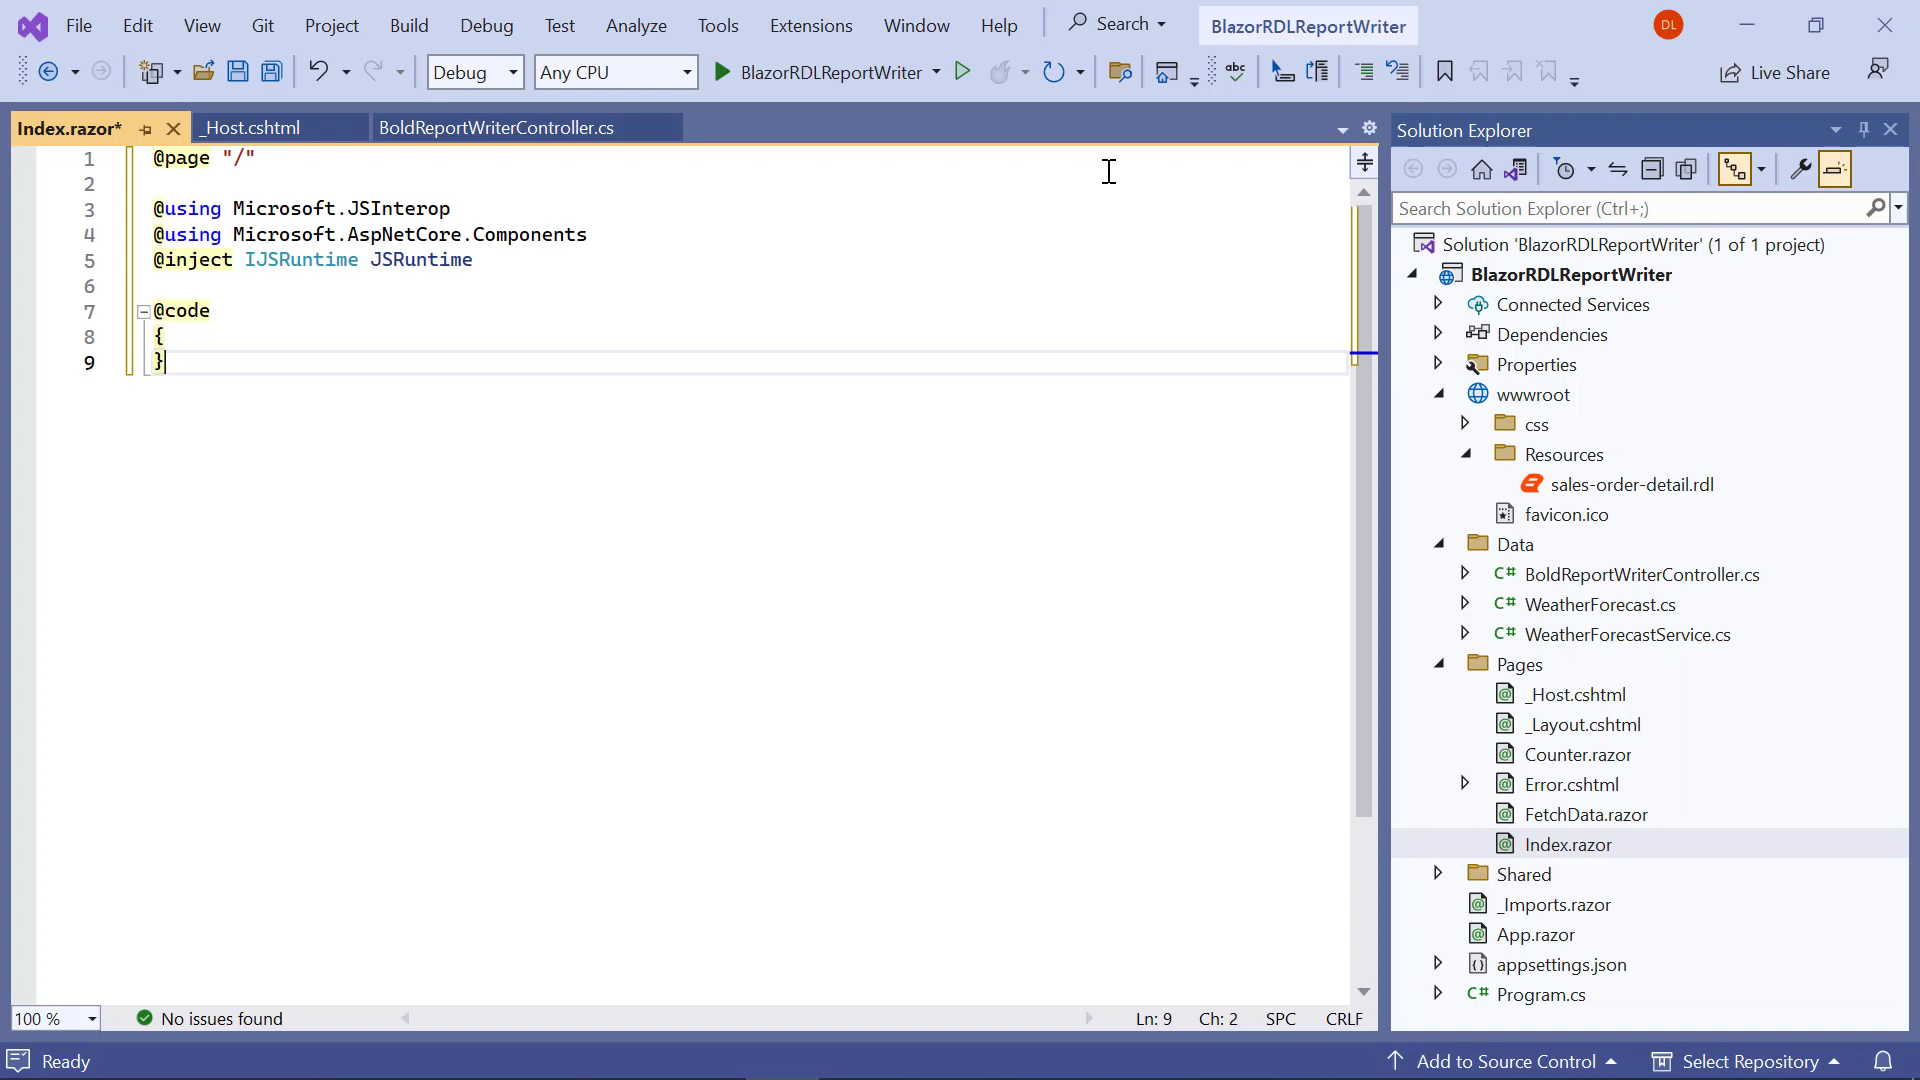 File Edit View Git Project Build Debug Test Analyze Tools Extensions Window Help Search BlazorRDLReportWriter DL
Debug Any CPU BlazorRDLReportWriter abc Live Share
Index.razor* _Host.cshtml BoldReportWriterController.cs
1 @page "/"
2
3 @using Microsoft.JSInterop
4 @using Microsoft.AspNetCore.Components
5 @inject IJSRuntime JSRuntime
6
7 @code
8 {
9 }
100 % No issues found Ln: 9 Ch: 2 SPC CRLF
Solution Explorer
Search Solution Explorer (Ctrl+;)
Solution 'BlazorRDLReportWriter' (1 of 1 project)
BlazorRDLReportWriter
Connected Services
Dependencies
Properties
wwwroot
css
Resources
sales-order-detail.rdl
favicon.ico
Data
C# BoldReportWriterController.cs
C# WeatherForecast.cs
C# WeatherForecastService.cs
Pages
_Host.cshtml
_Layout.cshtml
Counter.razor
Error.cshtml
FetchData.razor
Index.razor
Shared
_Imports.razor
App.razor
appsettings.json
C# Program.cs
Ready Add to Source Control Select Repository